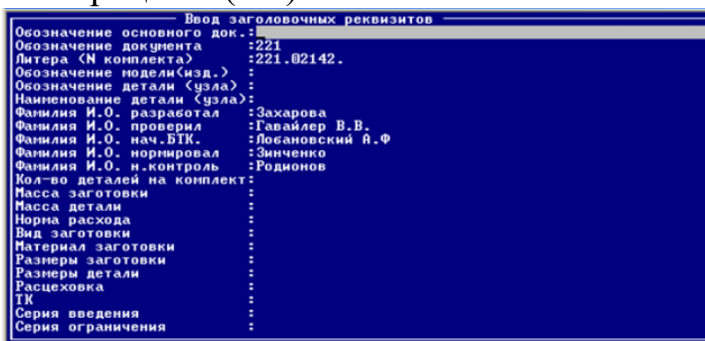 Ввод заголовочных реквизитов
Обозначение основного док.:
Обозначение документа :221
Литера (N комплекта) :221.02142.
Обозначение модели(изд.) :
Обозначение детали (узла) :
Наименование детали (узла):
Фамилия И.О. разработал :Захарова
Фамилия И.О. проверил :Гавайлер В.В.
Фамилия И.О. нач.БТК. :Лобановский А.Ф
Фамилия И.О. нормировал :Зинченко
Фамилия И.О. н.контроль :Родионов
Кол-во деталей на комплект:
Масса заготовки :
Масса детали :
Норма расхода :
Вид заготовки :
Материал заготовки :
Размеры заготовки :
Размеры детали :
Расцеховка :
ТК :
Серия введения :
Серия ограничения :